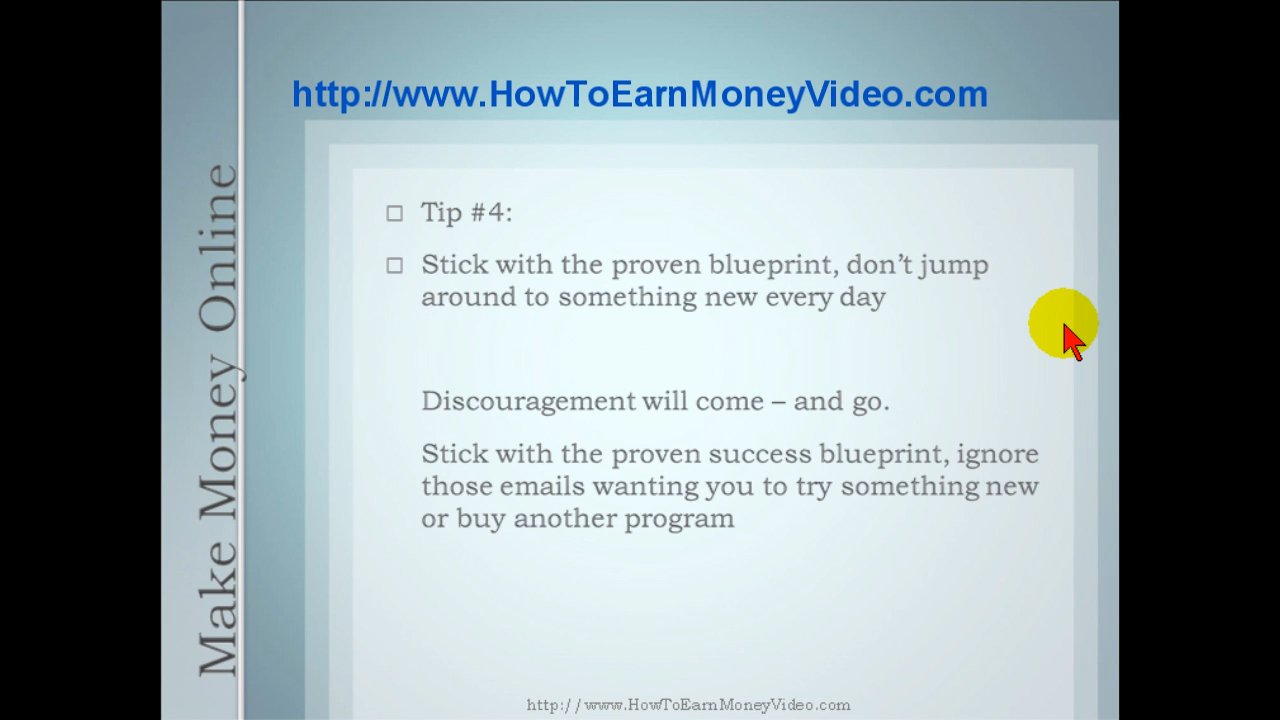 http://www.HowToEarnMoneyVideo.com
Make Money Online
Tip #4:
Stick with the proven blueprint, don’t jump
around to something new every day
Discouragement will come – and go.
Stick with the proven success blueprint, ignore
those emails wanting you to try something new
or buy another program
http://www.HowToEarnMoneyVideo.com